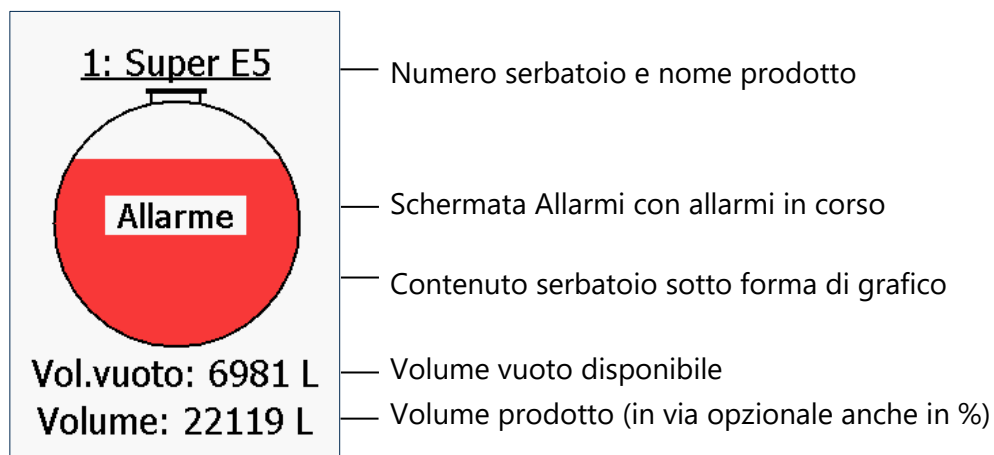 1: Super E5
Numero serbatoio e nome prodotto
Allarme
Schermata Allarmi con allarmi in corso
Contenuto serbatoio sotto forma di grafico
Vol.vuoto: 6981 L
Volume vuoto disponibile
Volume: 22119 L
Volume prodotto (in via opzionale anche in %)